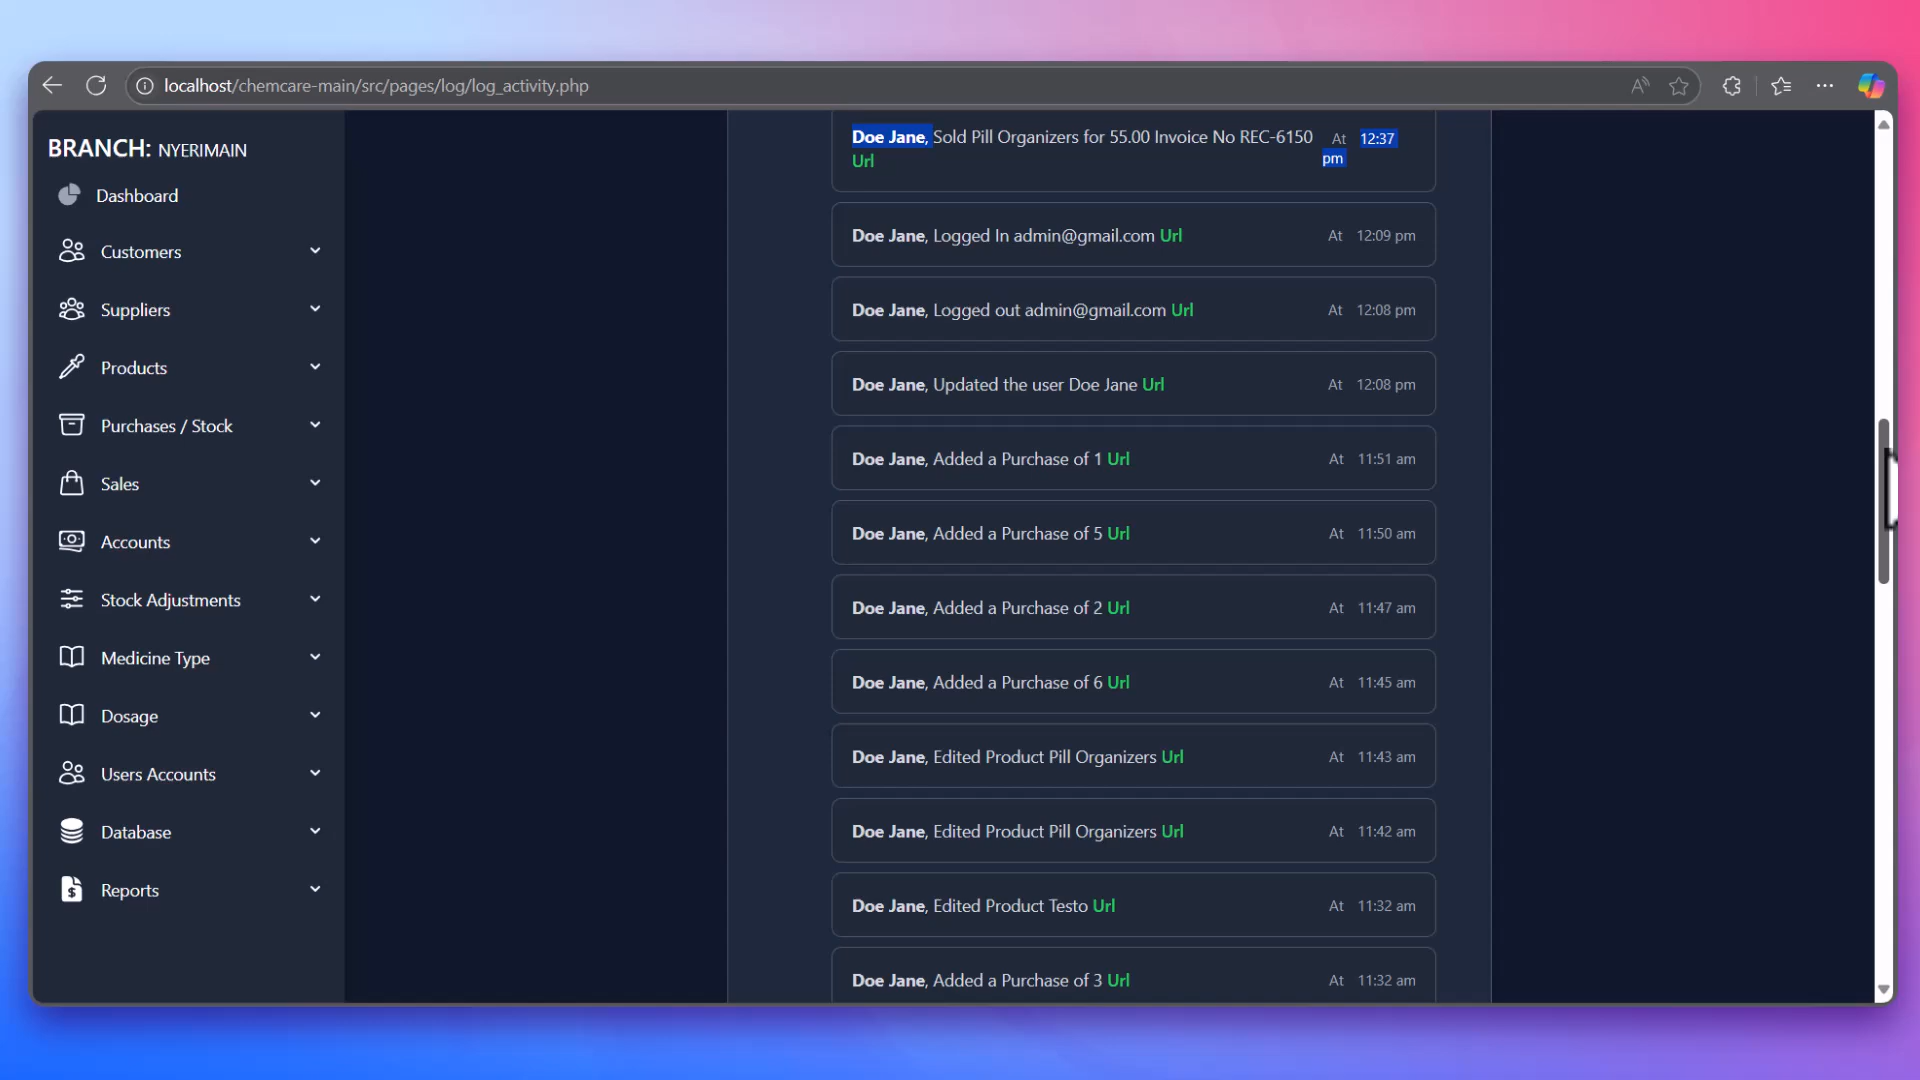 localhost/chemcare-main/src/pages/log/log_activity.php
BRANCH: NYERIMAIN
Dashboard
Customers
Suppliers
Products
Purchases / Stock
Sales
Accounts
Stock Adjustments
Medicine Type
Dosage
Users Accounts
Database
Reports
Doe Jane, Sold Pill Organizers for 55.00 Invoice No REC-6150 At 12:37
Url pm
Doe Jane, Logged In admin@gmail.com Url At 12:09 pm
Doe Jane, Logged out admin@gmail.com Url At 12:08 pm
Doe Jane, Updated the user Doe Jane Url At 12:08 pm
Doe Jane, Added a Purchase of 1 Url At 11:51 am
Doe Jane, Added a Purchase of 5 Url At 11:50 am
Doe Jane, Added a Purchase of 2 Url At 11:47 am
Doe Jane, Added a Purchase of 6 Url At 11:45 am
Doe Jane, Edited Product Pill Organizers Url At 11:43 am
Doe Jane, Edited Product Pill Organizers Url At 11:42 am
Doe Jane, Edited Product Testo Url At 11:32 am
Doe Jane, Added a Purchase of 3 Url At 11:32 am